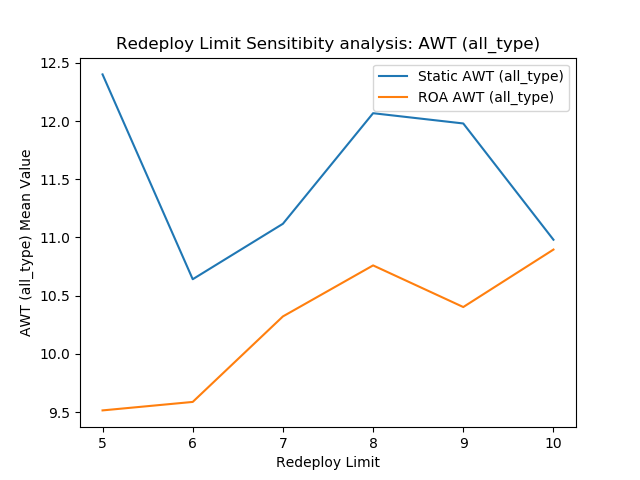 Redeploy Limit Sensitibity analysis: AWT (all_type)
Static AWT (all_type)
ROA AWT (all_type)
AWT (all_type) Mean Value
12.5
12.0
11.5
11.0
10.5
10.0
9.5
5 6 7 8 9 10
Redeploy Limit